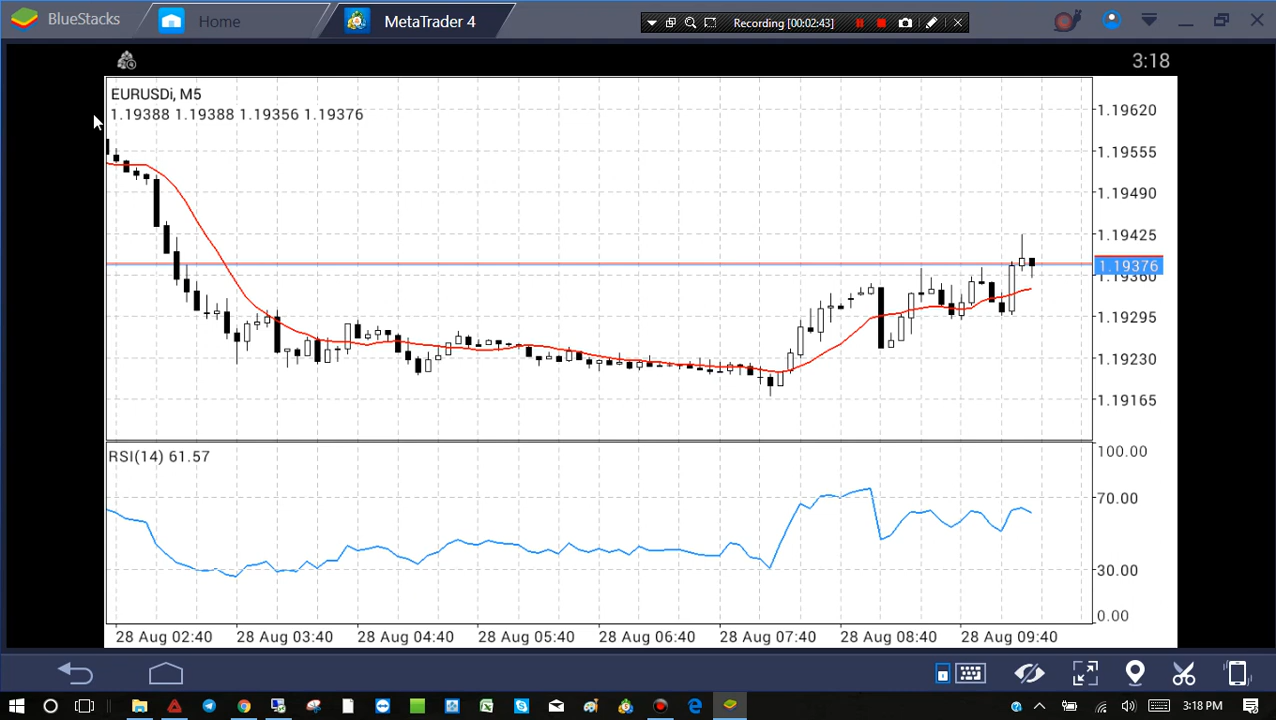 BlueStacks
Home
MetaTrader 4
Recording [00:02:43]
3:18
EURUSDi, M5
1.19388 1.19388 1.19356 1.19376
1.19620
1.19555
1.19490
1.19425
1.19376
1.19360
1.19295
1.19230
1.19165
RSI(14) 61.57
100.00
70.00
30.00
0.00
28 Aug 02:40
28 Aug 03:40
28 Aug 04:40
28 Aug 05:40
28 Aug 06:40
28 Aug 07:40
28 Aug 08:40
28 Aug 09:40
3:18 PM